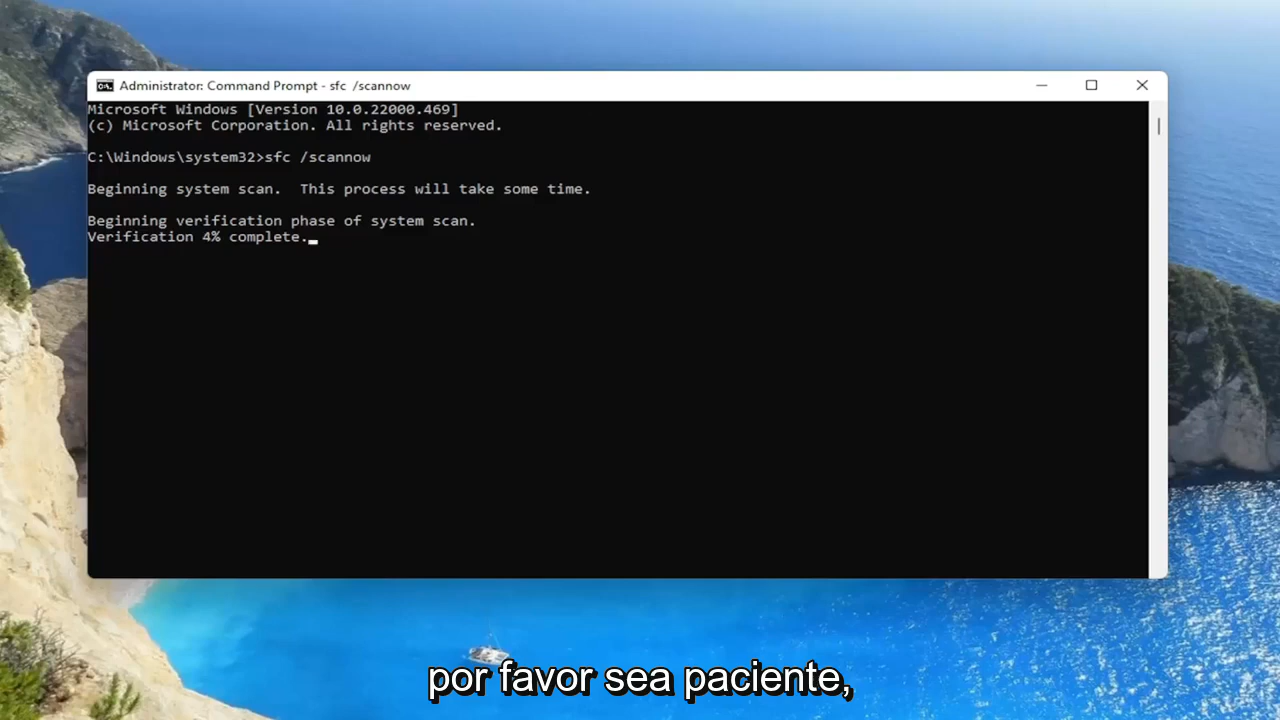 Administrator: Command Prompt - sfc  /scannow
Microsoft Windows [Version 10.0.22000.469]
(c) Microsoft Corporation. All rights reserved.
C:\Windows\system32>sfc /scannow
Beginning system scan.  This process will take some time.
Beginning verification phase of system scan.
Verification 4% complete.
por favor sea paciente,